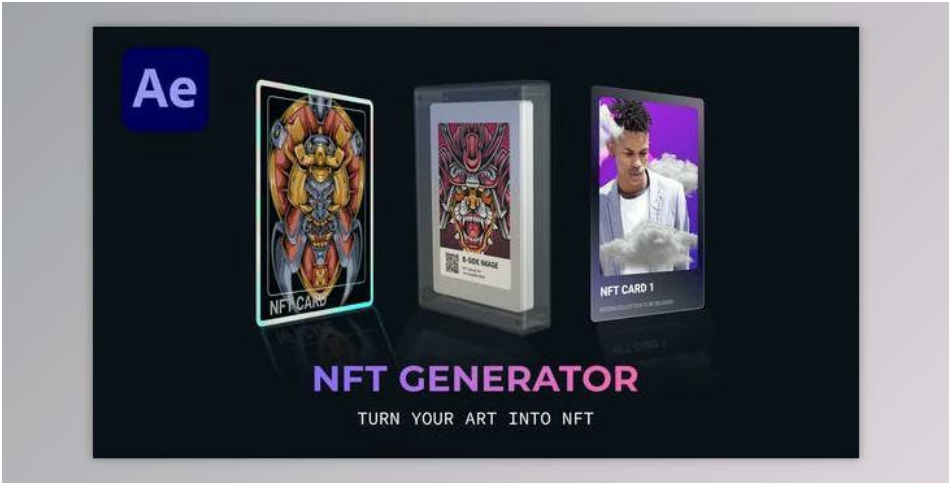 Ae
NFT CARD
B-SIDE IMAGE
NFT CARD 1
NFT GENERATOR
TURN YOUR ART INTO NFT